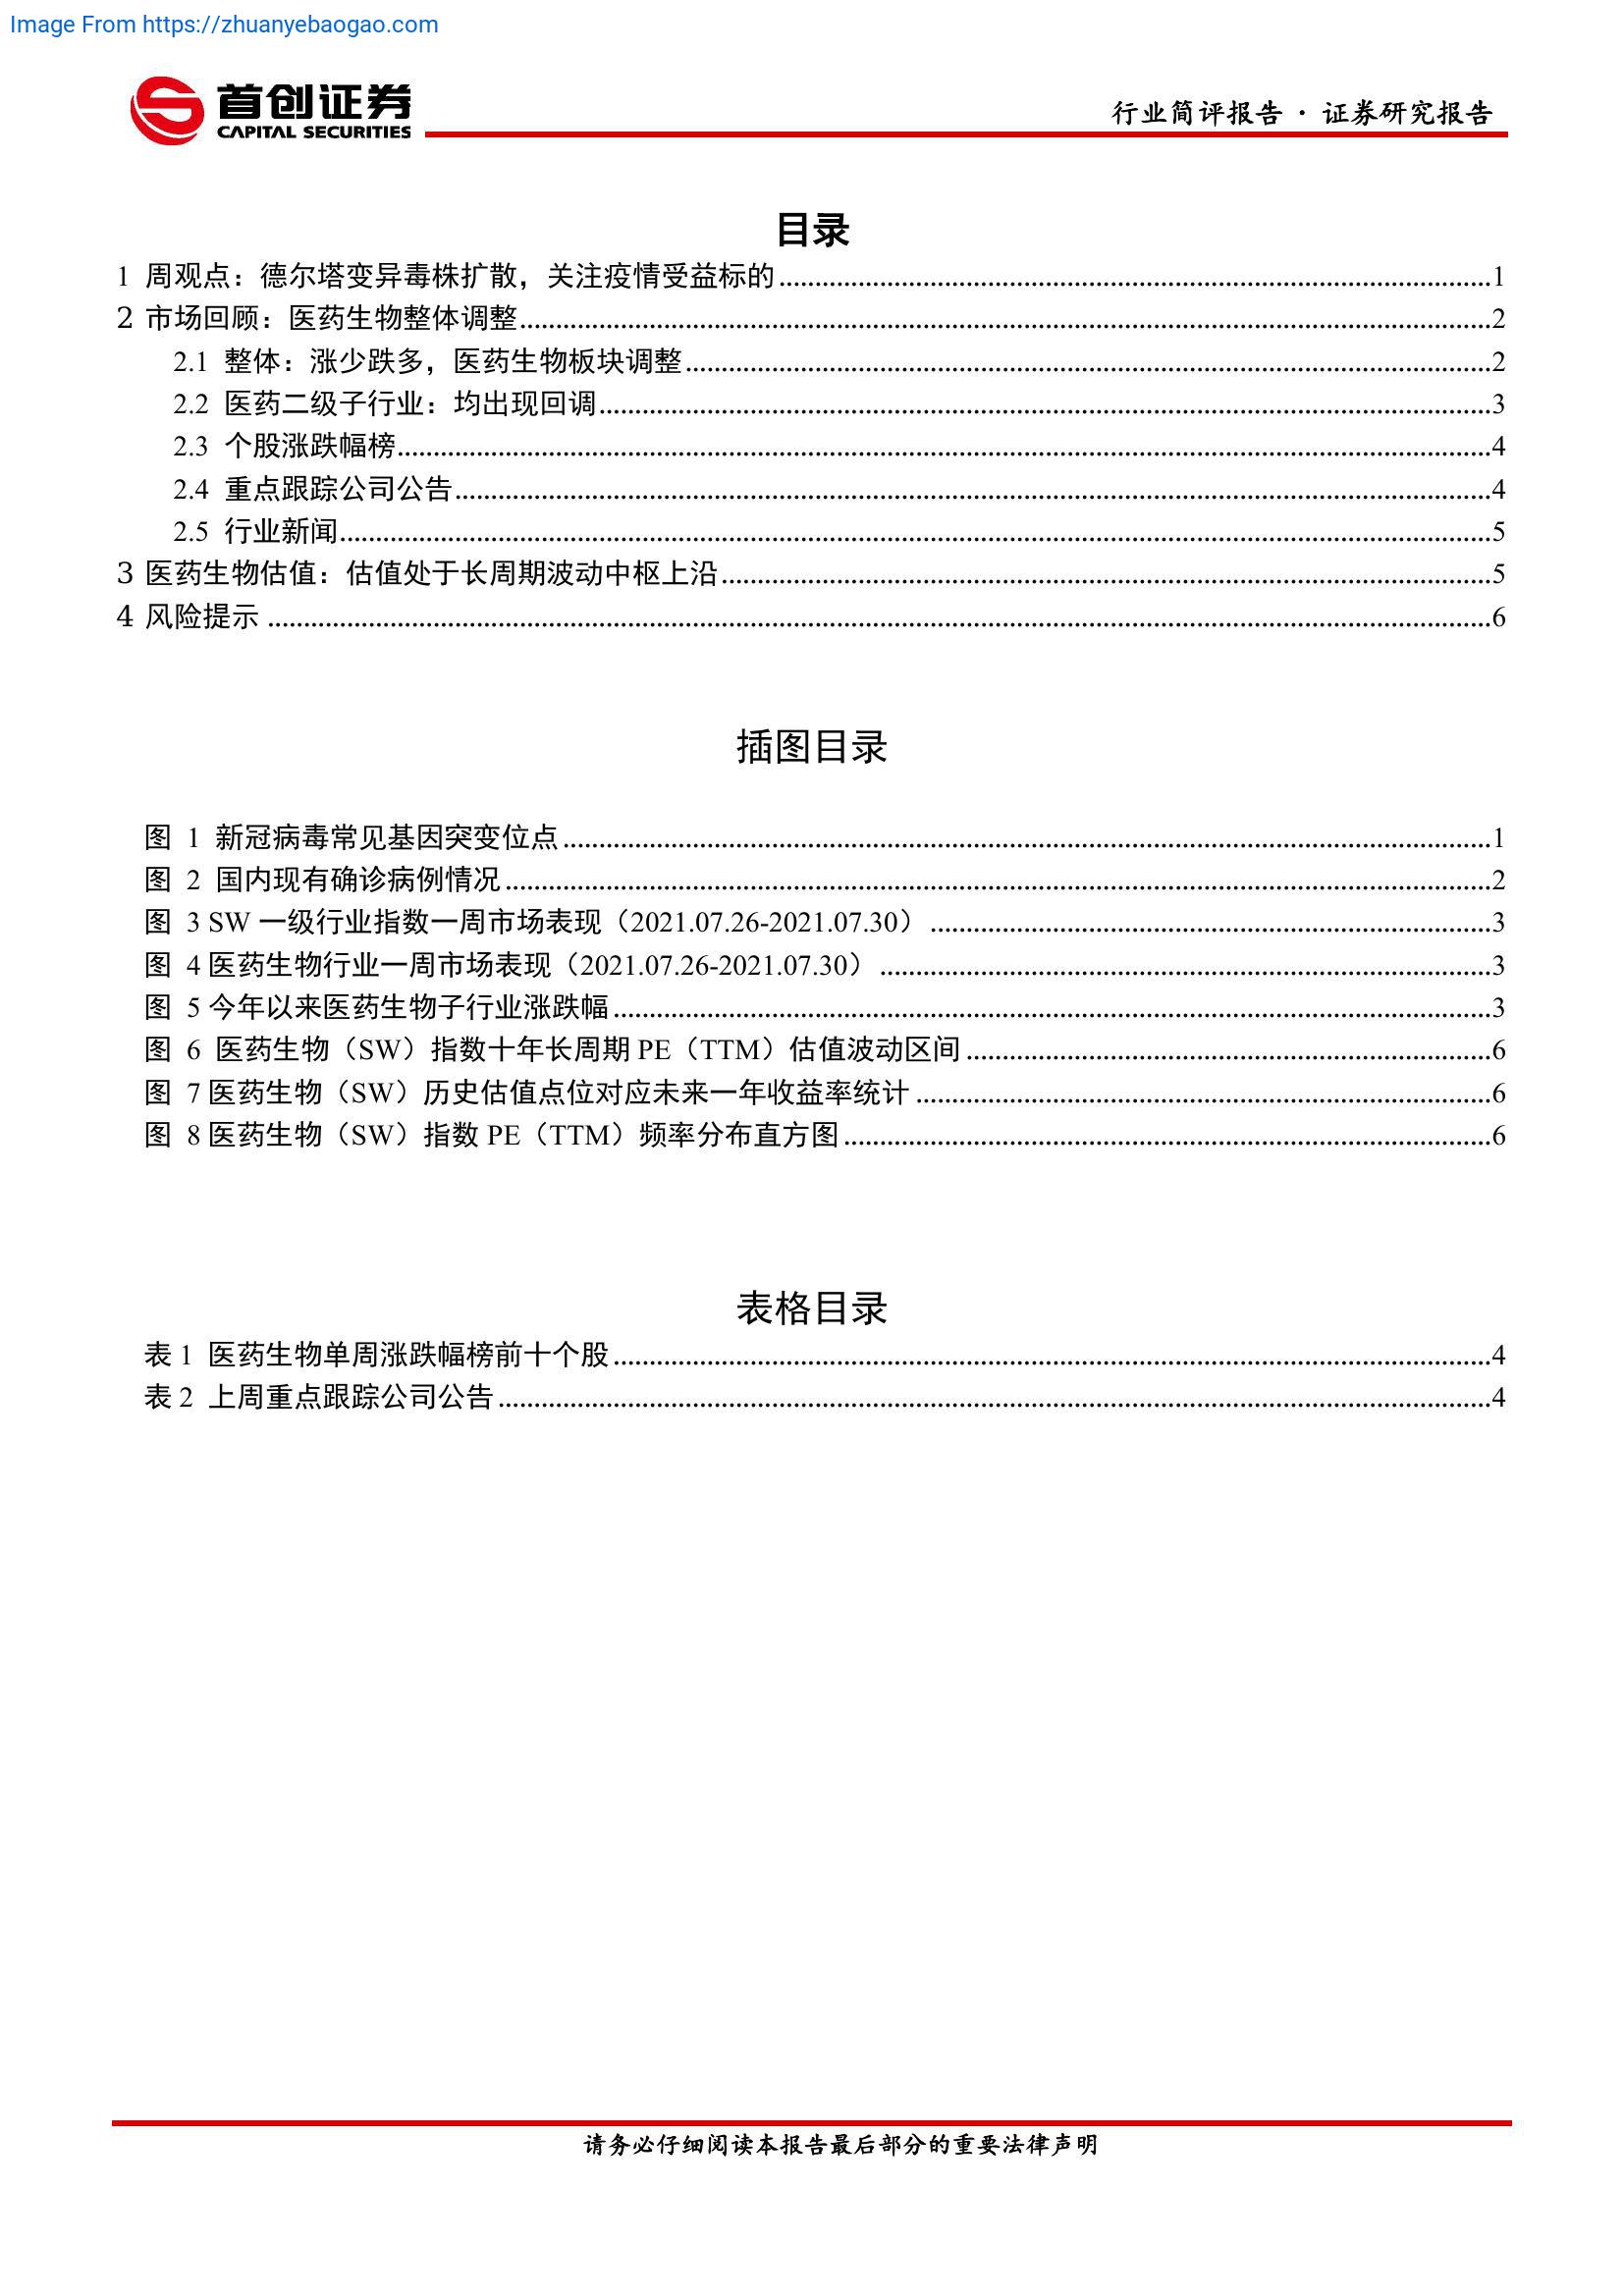 Image From https://zhuanyebaogao.com
首创证券
CAPITAL SECURITIES
行业简评报告 · 证券研究报告
目录
1 周观点：德尔塔变异毒株扩散，关注疫情受益标的..........1
2 市场回顾：医药生物整体调整..........2
2.1 整体：涨少跌多，医药生物板块调整..........2
2.2 医药二级子行业：均出现回调..........3
2.3 个股涨跌幅榜..........4
2.4 重点跟踪公司公告..........4
2.5 行业新闻..........5
3 医药生物估值：估值处于长周期波动中枢上沿..........5
4 风险提示..........6
插图目录
图 1 新冠病毒常见基因突变位点..........1
图 2 国内现有确诊病例情况..........2
图 3 SW 一级行业指数一周市场表现（2021.07.26-2021.07.30）..........3
图 4 医药生物行业一周市场表现（2021.07.26-2021.07.30）..........3
图 5 今年以来医药生物子行业涨跌幅..........3
图 6 医药生物（SW）指数十年长周期 PE（TTM）估值波动区间..........6
图 7 医药生物（SW）历史估值点位对应未来一年收益率统计..........6
图 8 医药生物（SW）指数 PE（TTM）频率分布直方图..........6
表格目录
表 1 医药生物单周涨跌幅榜前十个股..........4
表 2 上周重点跟踪公司公告..........4
请务必仔细阅读本报告最后部分的重要法律声明